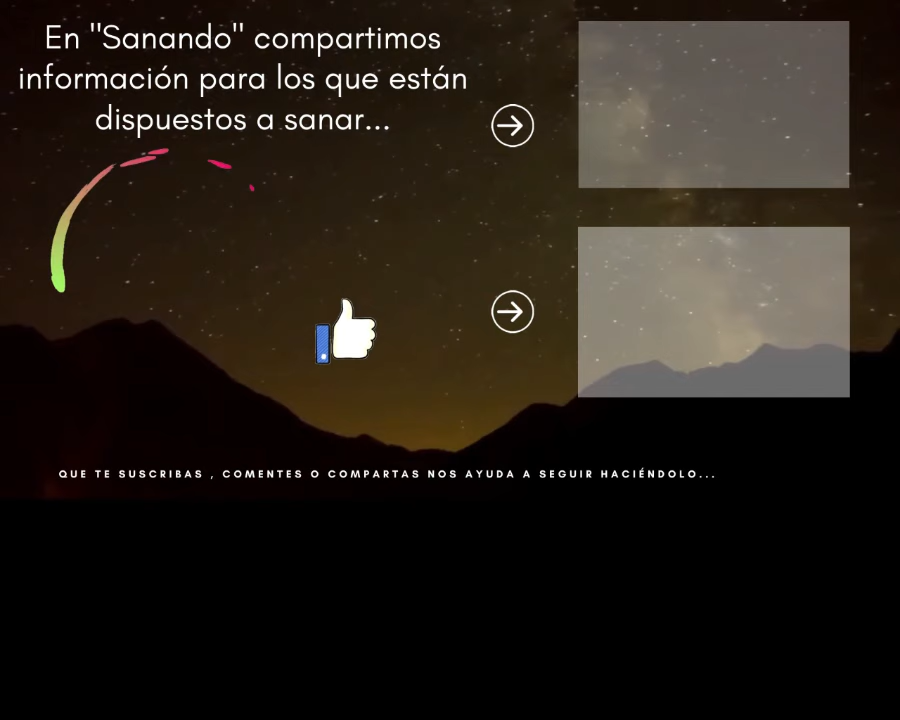 En "Sanando" compartimos
información para los que están
dispuestos a sanar...
QUE TE SUSCRIBAS , COMENTES O COMPARTAS NOS AYUDA A SEGUIR HACIÉNDOLO...